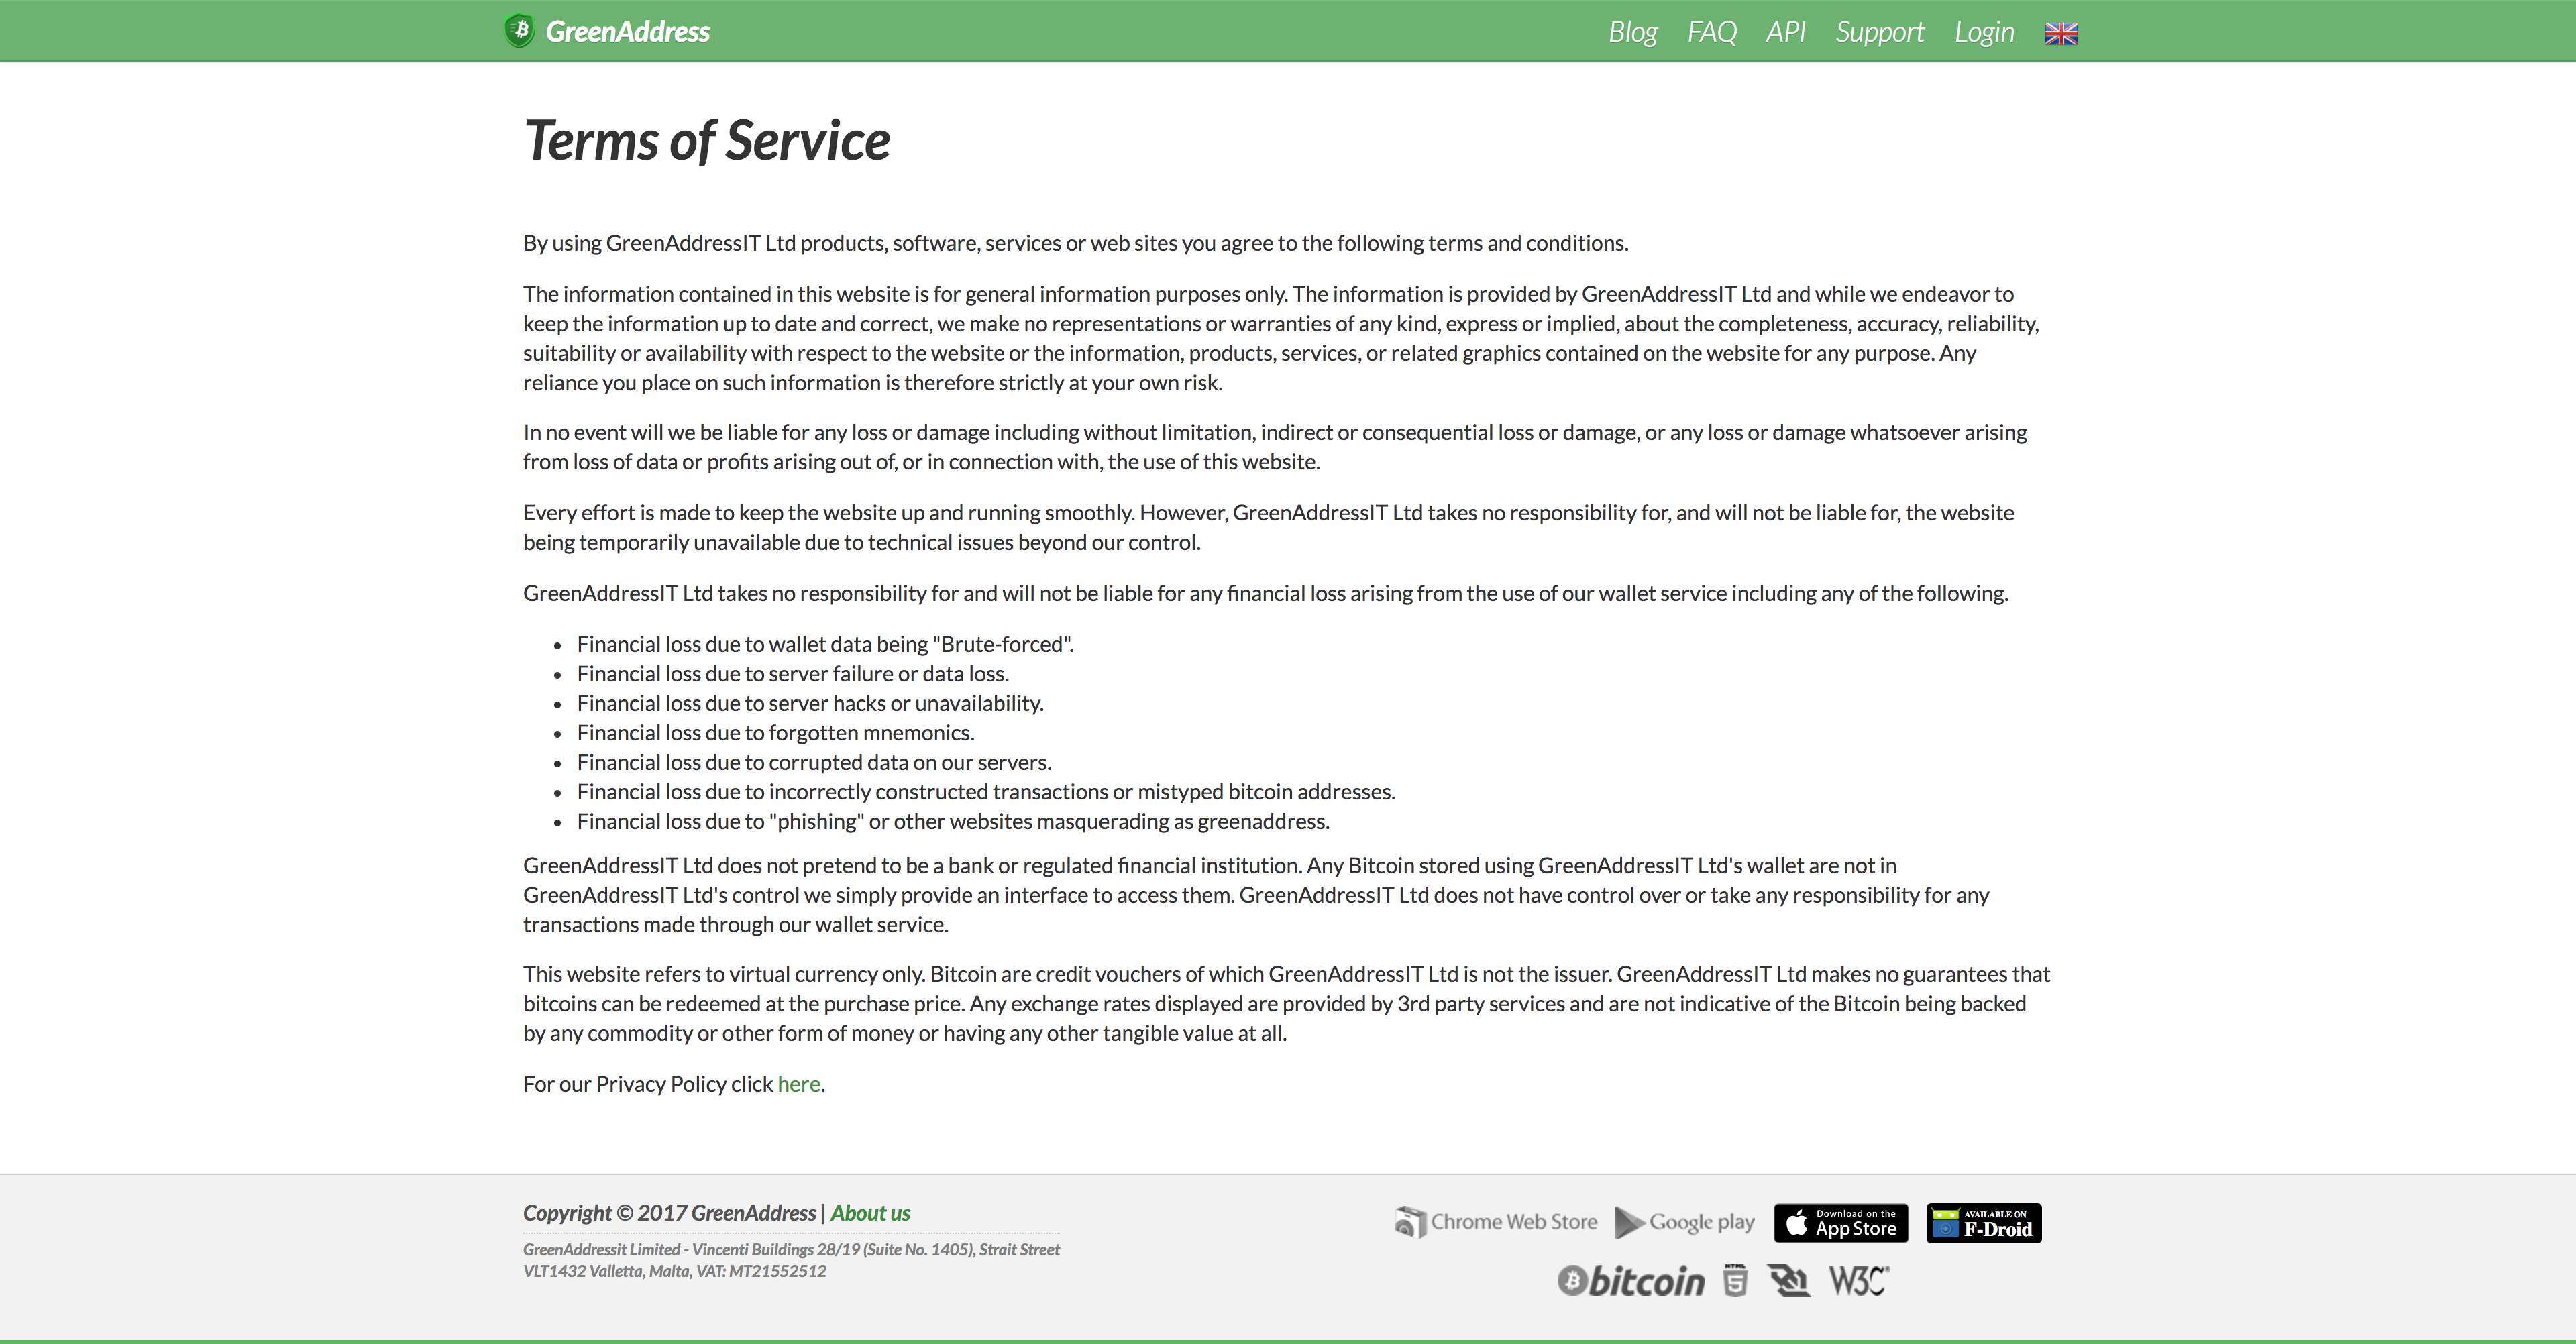 GreenAddress
Blog FAQ API Support Login
Terms of Service
By using GreenAddressIT Ltd products, software, services or web sites you agree to the following terms and conditions.
The information contained in this website is for general information purposes only. The information is provided by GreenAddressIT Ltd and while we endeavor to
keep the information up to date and correct, we make no representations or warranties of any kind, express or implied, about the completeness, accuracy, reliability,
suitability or availability with respect to the website or the information, products, services, or related graphics contained on the website for any purpose. Any
reliance you place on such information is therefore strictly at your own risk.
In no event will we be liable for any loss or damage including without limitation, indirect or consequential loss or damage, or any loss or damage whatsoever arising
from loss of data or profits arising out of, or in connection with, the use of this website.
Every effort is made to keep the website up and running smoothly. However, GreenAddressIT Ltd takes no responsibility for, and will not be liable for, the website
being temporarily unavailable due to technical issues beyond our control.
GreenAddressIT Ltd takes no responsibility for and will not be liable for any financial loss arising from the use of our wallet service including any of the following.
• Financial loss due to wallet data being "Brute-forced".
• Financial loss due to server failure or data loss.
• Financial loss due to server hacks or unavailability.
• Financial loss due to forgotten mnemonics.
• Financial loss due to corrupted data on our servers.
• Financial loss due to incorrectly constructed transactions or mistyped bitcoin addresses.
• Financial loss due to "phishing" or other websites masquerading as greenaddress.
GreenAddressIT Ltd does not pretend to be a bank or regulated financial institution. Any Bitcoin stored using GreenAddressIT Ltd's wallet are not in
GreenAddressIT Ltd's control we simply provide an interface to access them. GreenAddressIT Ltd does not have control over or take any responsibility for any
transactions made through our wallet service.
This website refers to virtual currency only. Bitcoin are credit vouchers of which GreenAddressIT Ltd is not the issuer. GreenAddressIT Ltd makes no guarantees that
bitcoins can be redeemed at the purchase price. Any exchange rates displayed are provided by 3rd party services and are not indicative of the Bitcoin being backed
by any commodity or other form of money or having any other tangible value at all.
For our Privacy Policy click here.
Copyright © 2017 GreenAddress | About us
GreenAddressit Limited - Vincenti Buildings 28/19 (Suite No. 1405), Strait Street
VLT1432 Valletta, Malta, VAT: MT21552512
Chrome Web Store
Google play
Download on the
App Store
AVAILABLE ON
F-Droid
bitcoin
HTML
5
W3C®